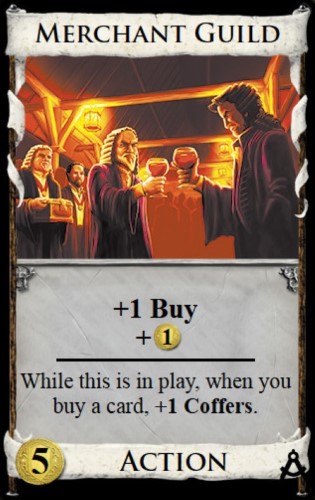 MERCHANT GUILD
+1 Buy
+1
While this is in play, when you
buy a card, +1 Coffers.
5 ACTION